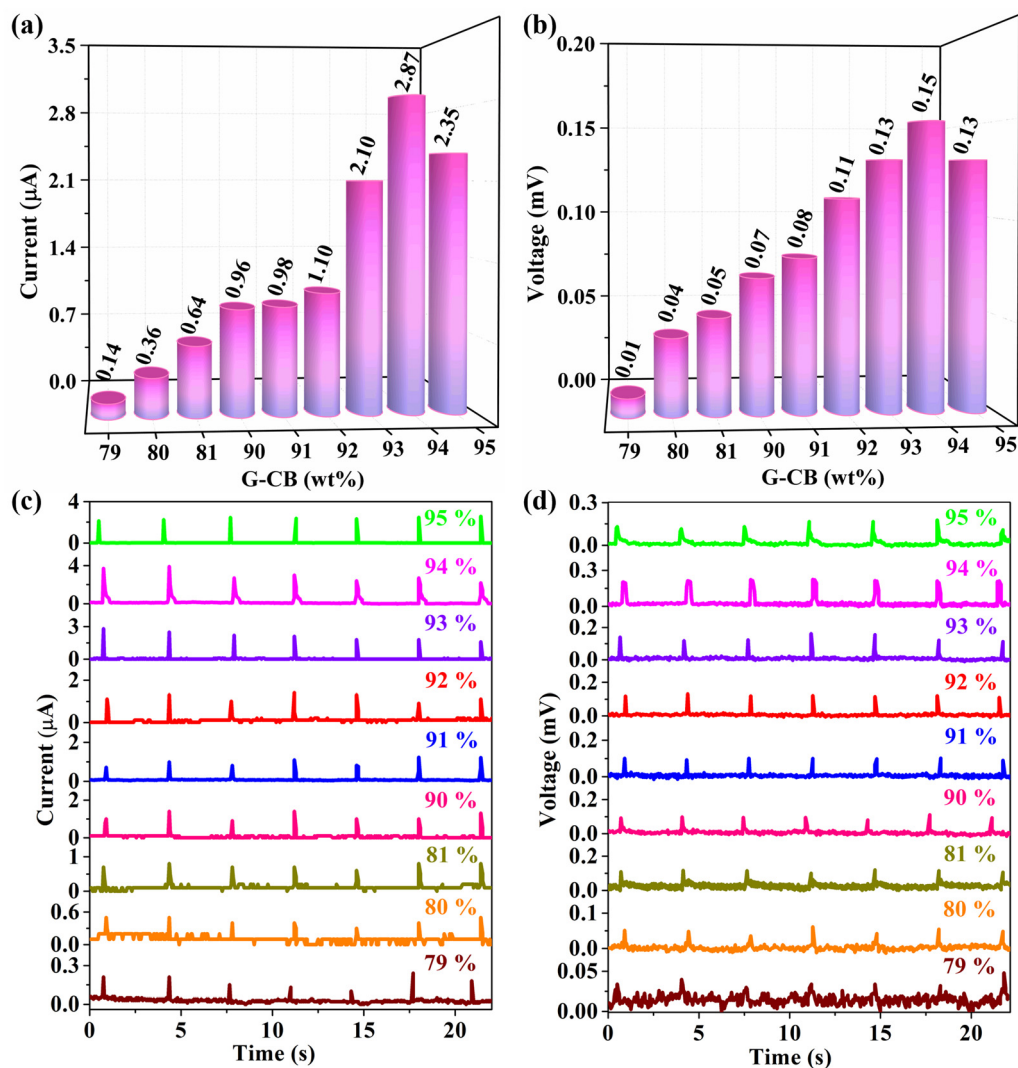 (a)
3.5
2.8
2.1
1.4
0.7
0.0
Current (μA)
0.14
0.36
0.64
0.96
0.98
1.10
2.10
2.87
2.35
79 80 81 90 91 92 93 94 95
G-CB (wt%)
(b)
0.20
0.15
0.10
0.05
0.00
Voltage (mV)
0.01
0.04
0.05
0.07
0.08
0.11
0.13
0.15
0.13
79 80 81 90 91 92 93 94 95
G-CB (wt%)
(c)
Current (μA)
4 95 %
0
4 94 %
0
3 93 %
0
2 92 %
0
2 91 %
0
2 90 %
0
1 81 %
0
0.6 80 %
0.0
0.3 79 %
0.0
0 5 10 15 20
Time (s)
(d)
Voltage (mV)
0.3 95 %
0.0
0.3 94 %
0.0
0.2 93 %
0.0
0.2 92 %
0.0
0.2 91 %
0.0
0.2 90 %
0.0
0.2 81 %
0.0
0.1 80 %
0.0
0.05 79 %
0.00
0 5 10 15 20
Time (s)